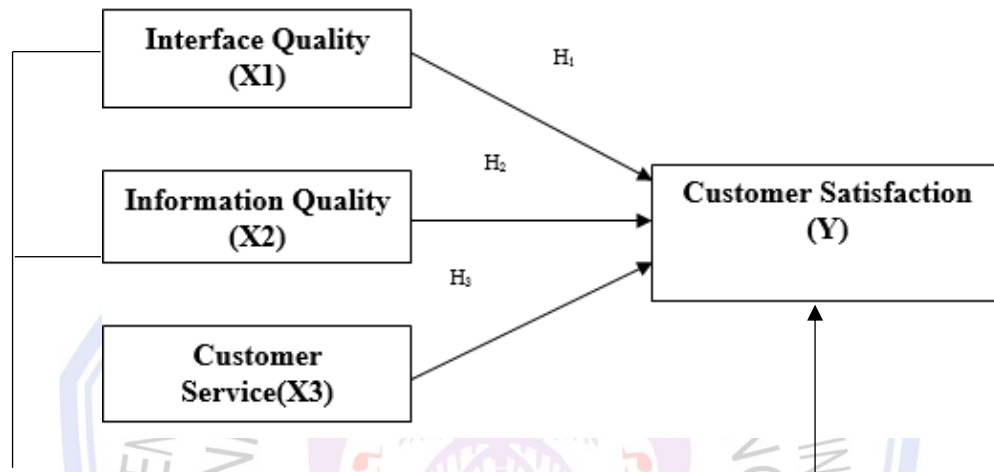 Interface Quality
(X1)
H₁
H₂
Information Quality
(X2)
Customer Satisfaction
(Y)
H₃
Customer
Service(X3)